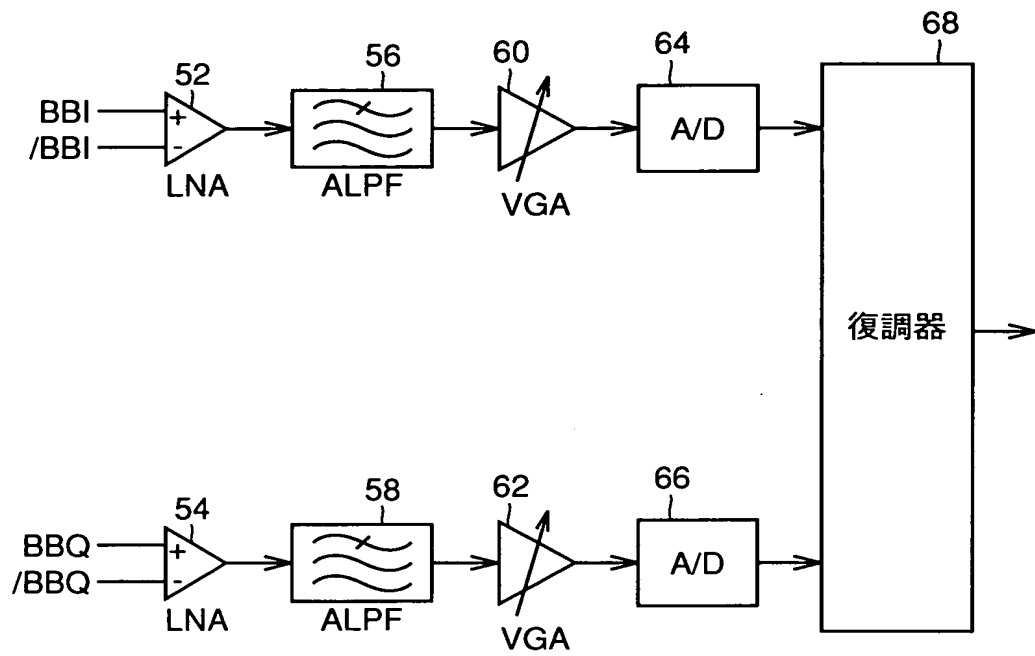 68
52
56
60
64
BBI
/BBI
+
-
A/D
LNA
ALPF
VGA
復調器
54
58
62
66
BBQ
/BBQ
+
-
A/D
LNA
ALPF
VGA